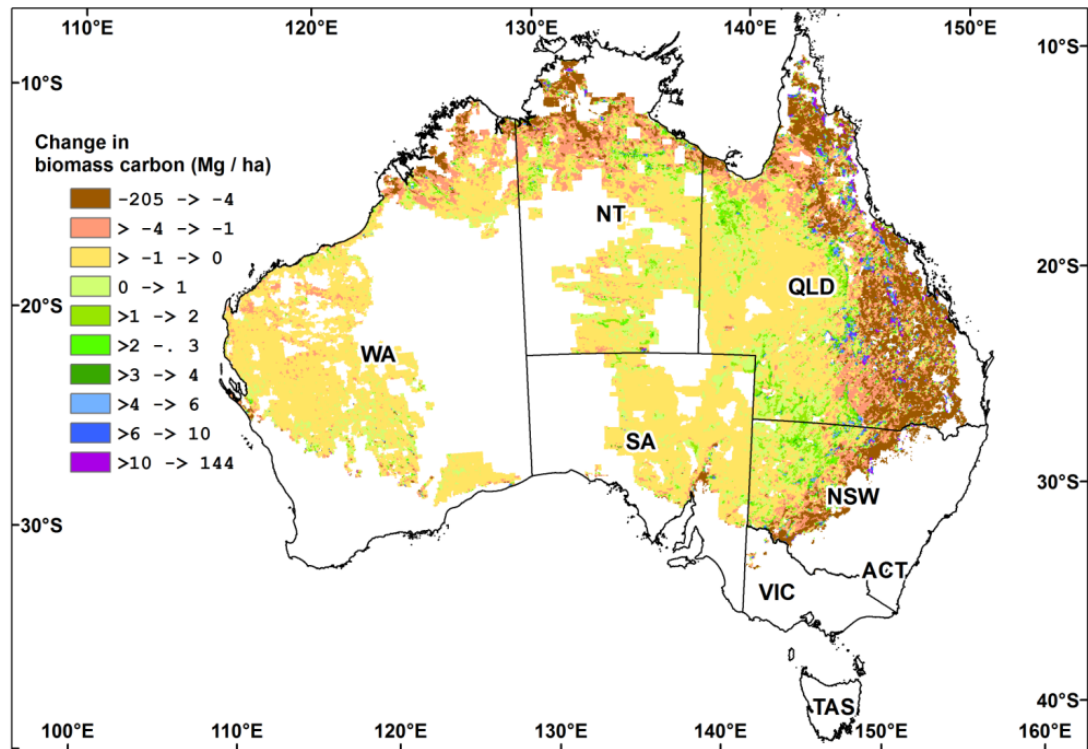 110°E 120°E 130°E 140°E 150°E
10°S
10°S
Change in
biomass carbon (Mg / ha)
-205 -> -4
> -4 -> -1
> -1 -> 0
0 -> 1
>1 -> 2
>2 -. 3
>3 -> 4
>4 -> 6
>6 -> 10
>10 -> 144
NT
QLD
20°S
20°S
WA
SA
NSW
30°S
30°S
ACT
VIC
TAS
40°S
100°E 110°E 120°E 130°E 140°E 150°E 160°E